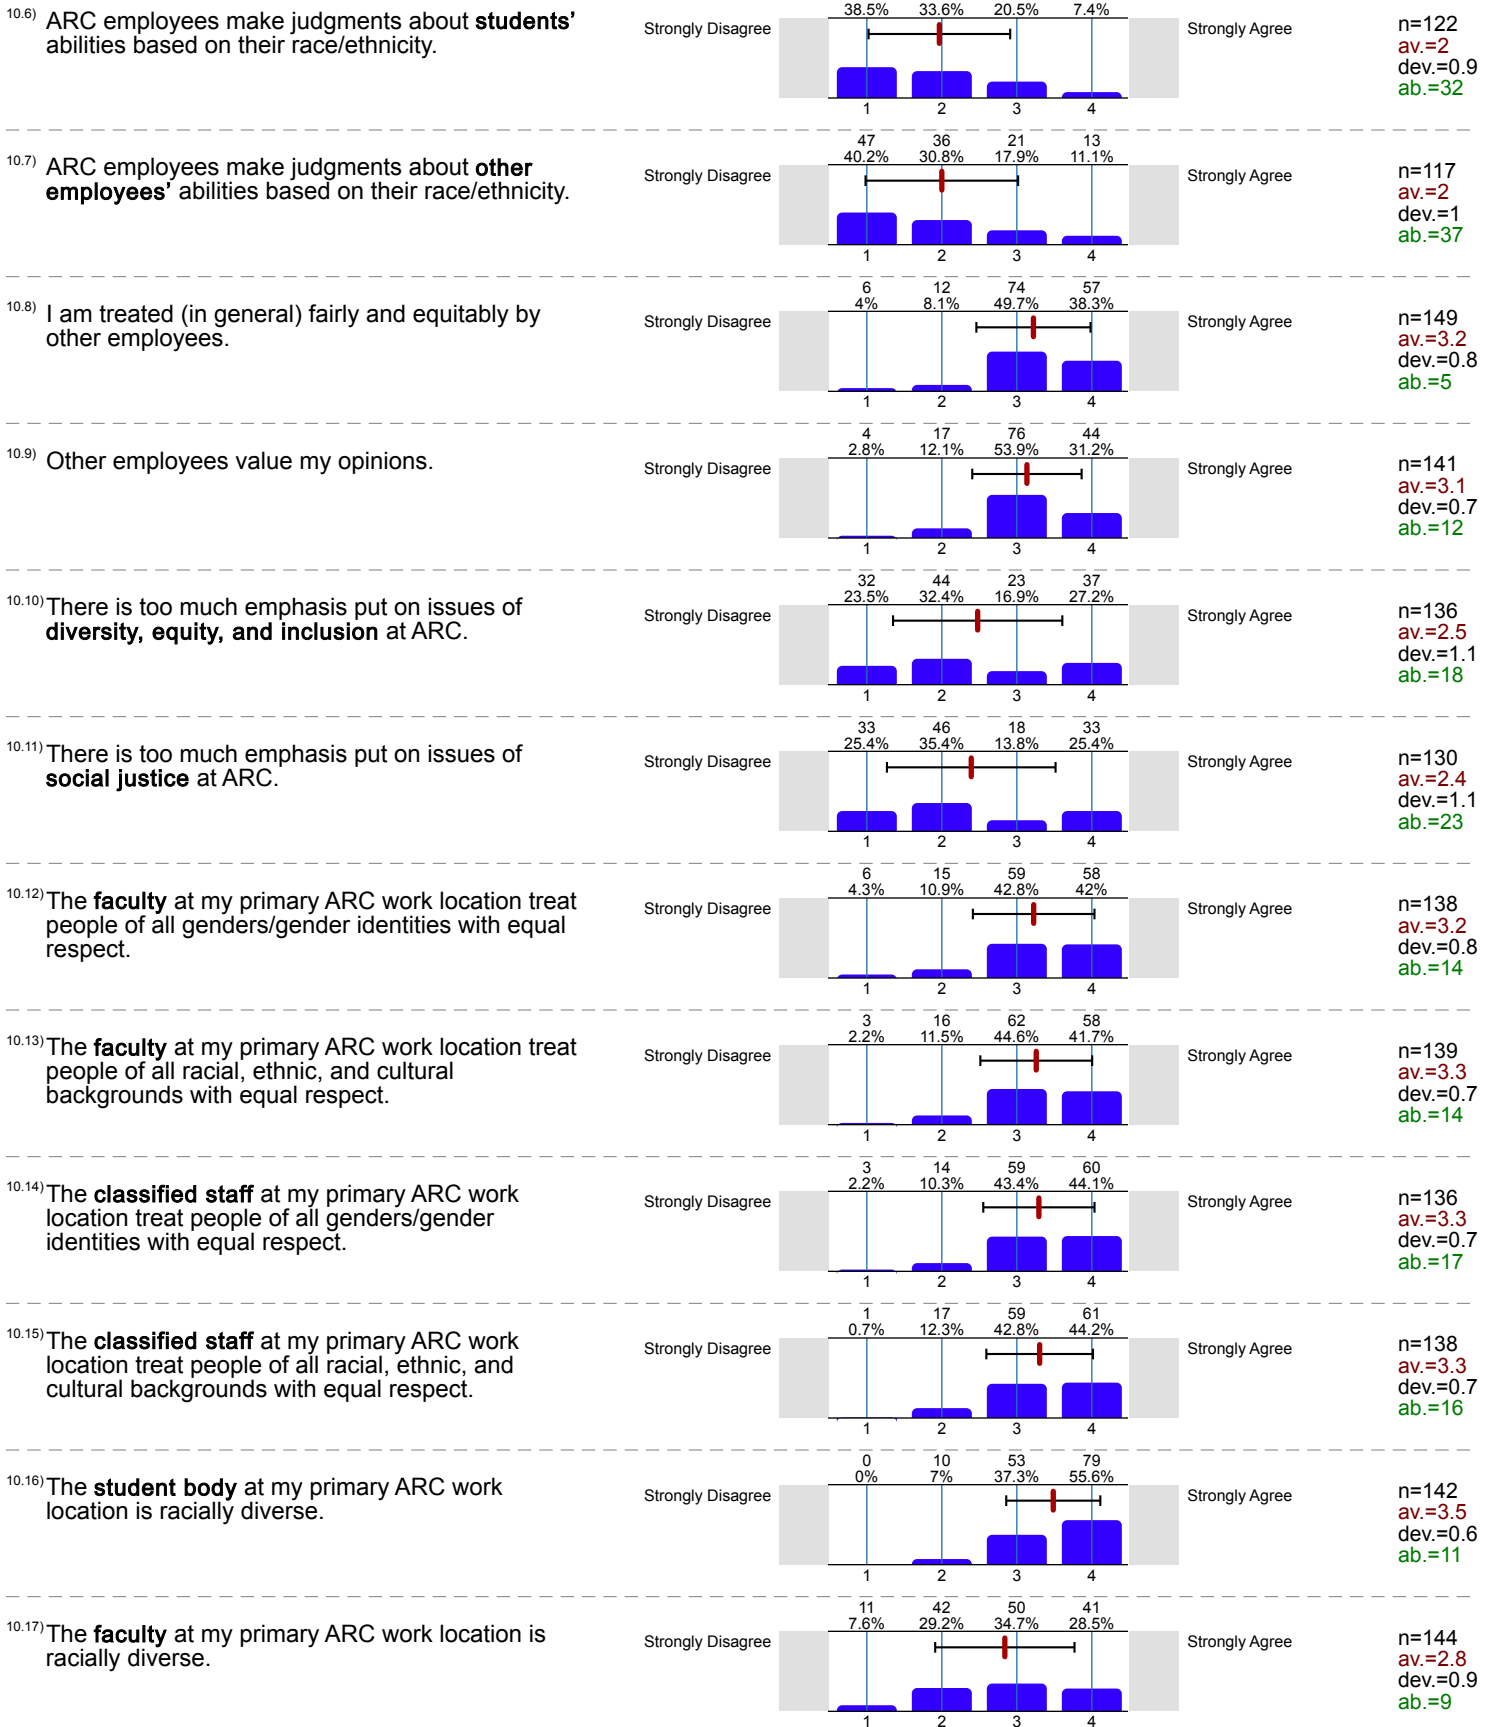 10.6) ARC employees make judgments about students’
abilities based on their race/ethnicity.
Strongly Disagree
38.5% 33.6% 20.5% 7.4%
1 2 3 4
Strongly Agree
n=122
av.=2
dev.=0.9
ab.=32
10.7) ARC employees make judgments about other
employees’ abilities based on their race/ethnicity.
Strongly Disagree
47 36 21 13
40.2% 30.8% 17.9% 11.1%
1 2 3 4
Strongly Agree
n=117
av.=2
dev.=1
ab.=37
10.8) I am treated (in general) fairly and equitably by
other employees.
Strongly Disagree
6 12 74 57
4% 8.1% 49.7% 38.3%
1 2 3 4
Strongly Agree
n=149
av.=3.2
dev.=0.8
ab.=5
10.9) Other employees value my opinions.
Strongly Disagree
4 17 76 44
2.8% 12.1% 53.9% 31.2%
1 2 3 4
Strongly Agree
n=141
av.=3.1
dev.=0.7
ab.=12
10.10) There is too much emphasis put on issues of
diversity, equity, and inclusion at ARC.
Strongly Disagree
32 44 23 37
23.5% 32.4% 16.9% 27.2%
1 2 3 4
Strongly Agree
n=136
av.=2.5
dev.=1.1
ab.=18
10.11) There is too much emphasis put on issues of
social justice at ARC.
Strongly Disagree
33 46 18 33
25.4% 35.4% 13.8% 25.4%
1 2 3 4
Strongly Agree
n=130
av.=2.4
dev.=1.1
ab.=23
10.12) The faculty at my primary ARC work location treat
people of all genders/gender identities with equal
respect.
Strongly Disagree
6 15 59 58
4.3% 10.9% 42.8% 42%
1 2 3 4
Strongly Agree
n=138
av.=3.2
dev.=0.8
ab.=14
10.13) The faculty at my primary ARC work location treat
people of all racial, ethnic, and cultural
backgrounds with equal respect.
Strongly Disagree
3 16 62 58
2.2% 11.5% 44.6% 41.7%
1 2 3 4
Strongly Agree
n=139
av.=3.3
dev.=0.7
ab.=14
10.14) The classified staff at my primary ARC work
location treat people of all genders/gender
identities with equal respect.
Strongly Disagree
3 14 59 60
2.2% 10.3% 43.4% 44.1%
1 2 3 4
Strongly Agree
n=136
av.=3.3
dev.=0.7
ab.=17
10.15) The classified staff at my primary ARC work
location treat people of all racial, ethnic, and
cultural backgrounds with equal respect.
Strongly Disagree
1 17 59 61
0.7% 12.3% 42.8% 44.2%
1 2 3 4
Strongly Agree
n=138
av.=3.3
dev.=0.7
ab.=16
10.16) The student body at my primary ARC work
location is racially diverse.
Strongly Disagree
0 10 53 79
0% 7% 37.3% 55.6%
1 2 3 4
Strongly Agree
n=142
av.=3.5
dev.=0.6
ab.=11
10.17) The faculty at my primary ARC work location is
racially diverse.
Strongly Disagree
11 42 50 41
7.6% 29.2% 34.7% 28.5%
1 2 3 4
Strongly Agree
n=144
av.=2.8
dev.=0.9
ab.=9